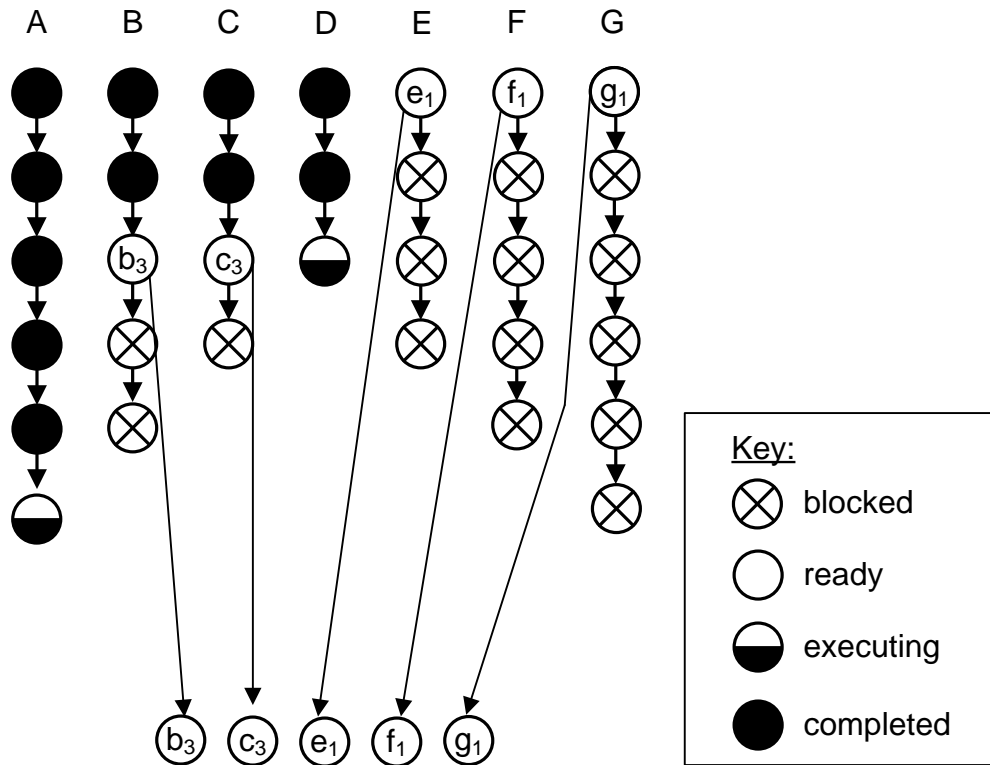 A B C D E F G
e₁ f₁ g₁
b₃ c₃
Key:
blocked
ready
executing
completed
b₃ c₃ e₁ f₁ g₁